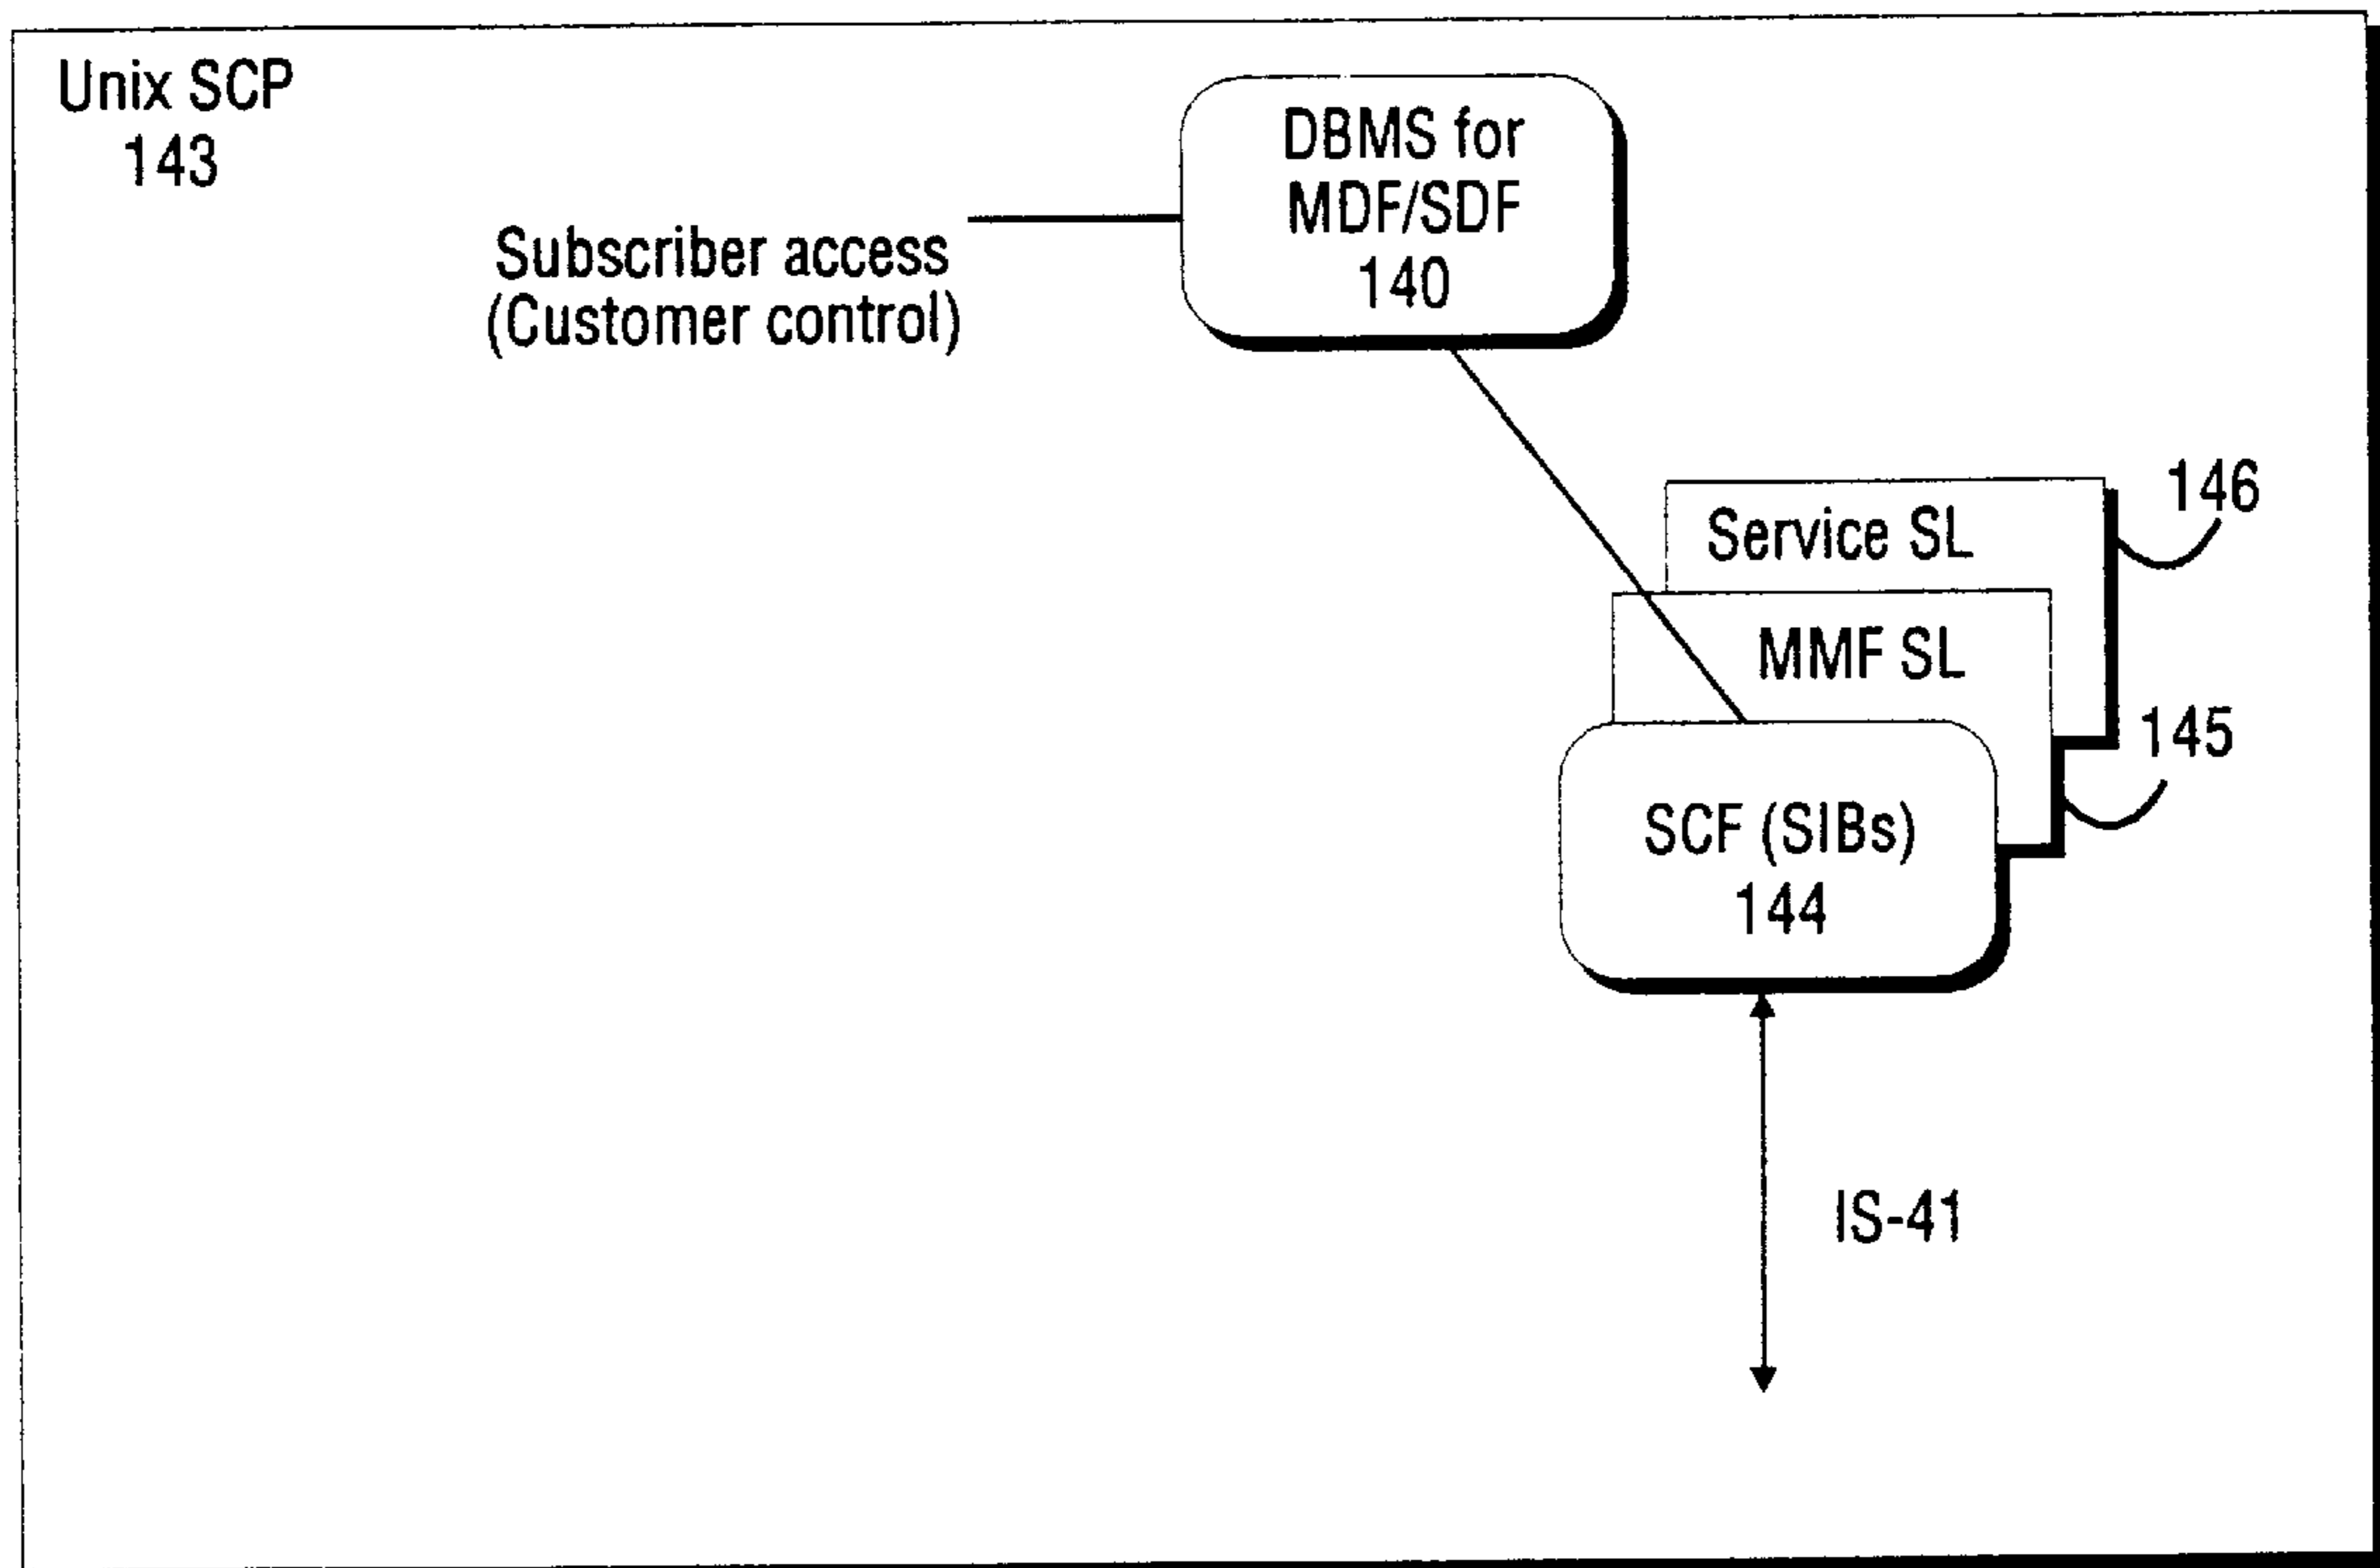 Unix SCP
143
DBMS for
MDF/SDF
140
Subscriber access
(Customer control)
146
Service SL
MMF SL
145
SCF (SIBs)
144
IS-41